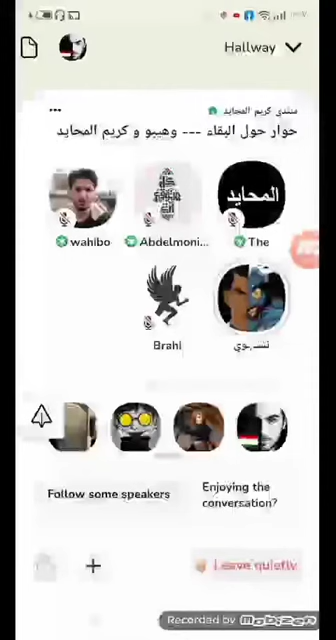 Hallway
منتدى كريم المحايد
حوار حول البقاء --- وهيبو و كريم المحايد
المحايد
wahibo
Abdelmoni...
The
Brahi
Follow some speakers
Enjoying the
conversation?
Leave quietly
Recorded by Mobizen